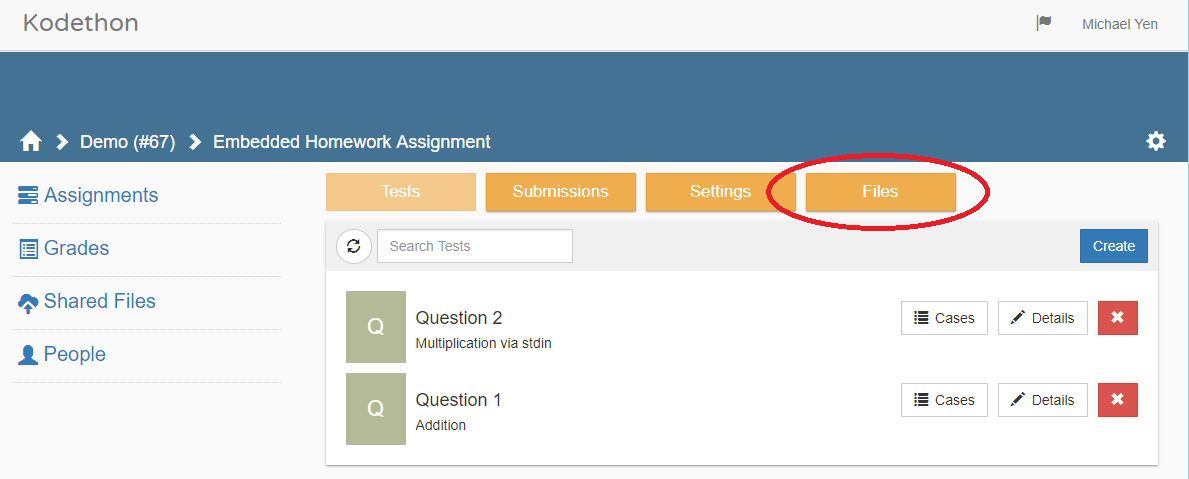 Kodethon
Michael Yen
Demo (#67) Embedded Homework Assignment
Assignments
Grades
Shared Files
People
Tests Submissions Settings Files
Search Tests Create
Q Question 2 Cases Details
Multiplication via stdin
Q Question 1 Cases Details
Addition